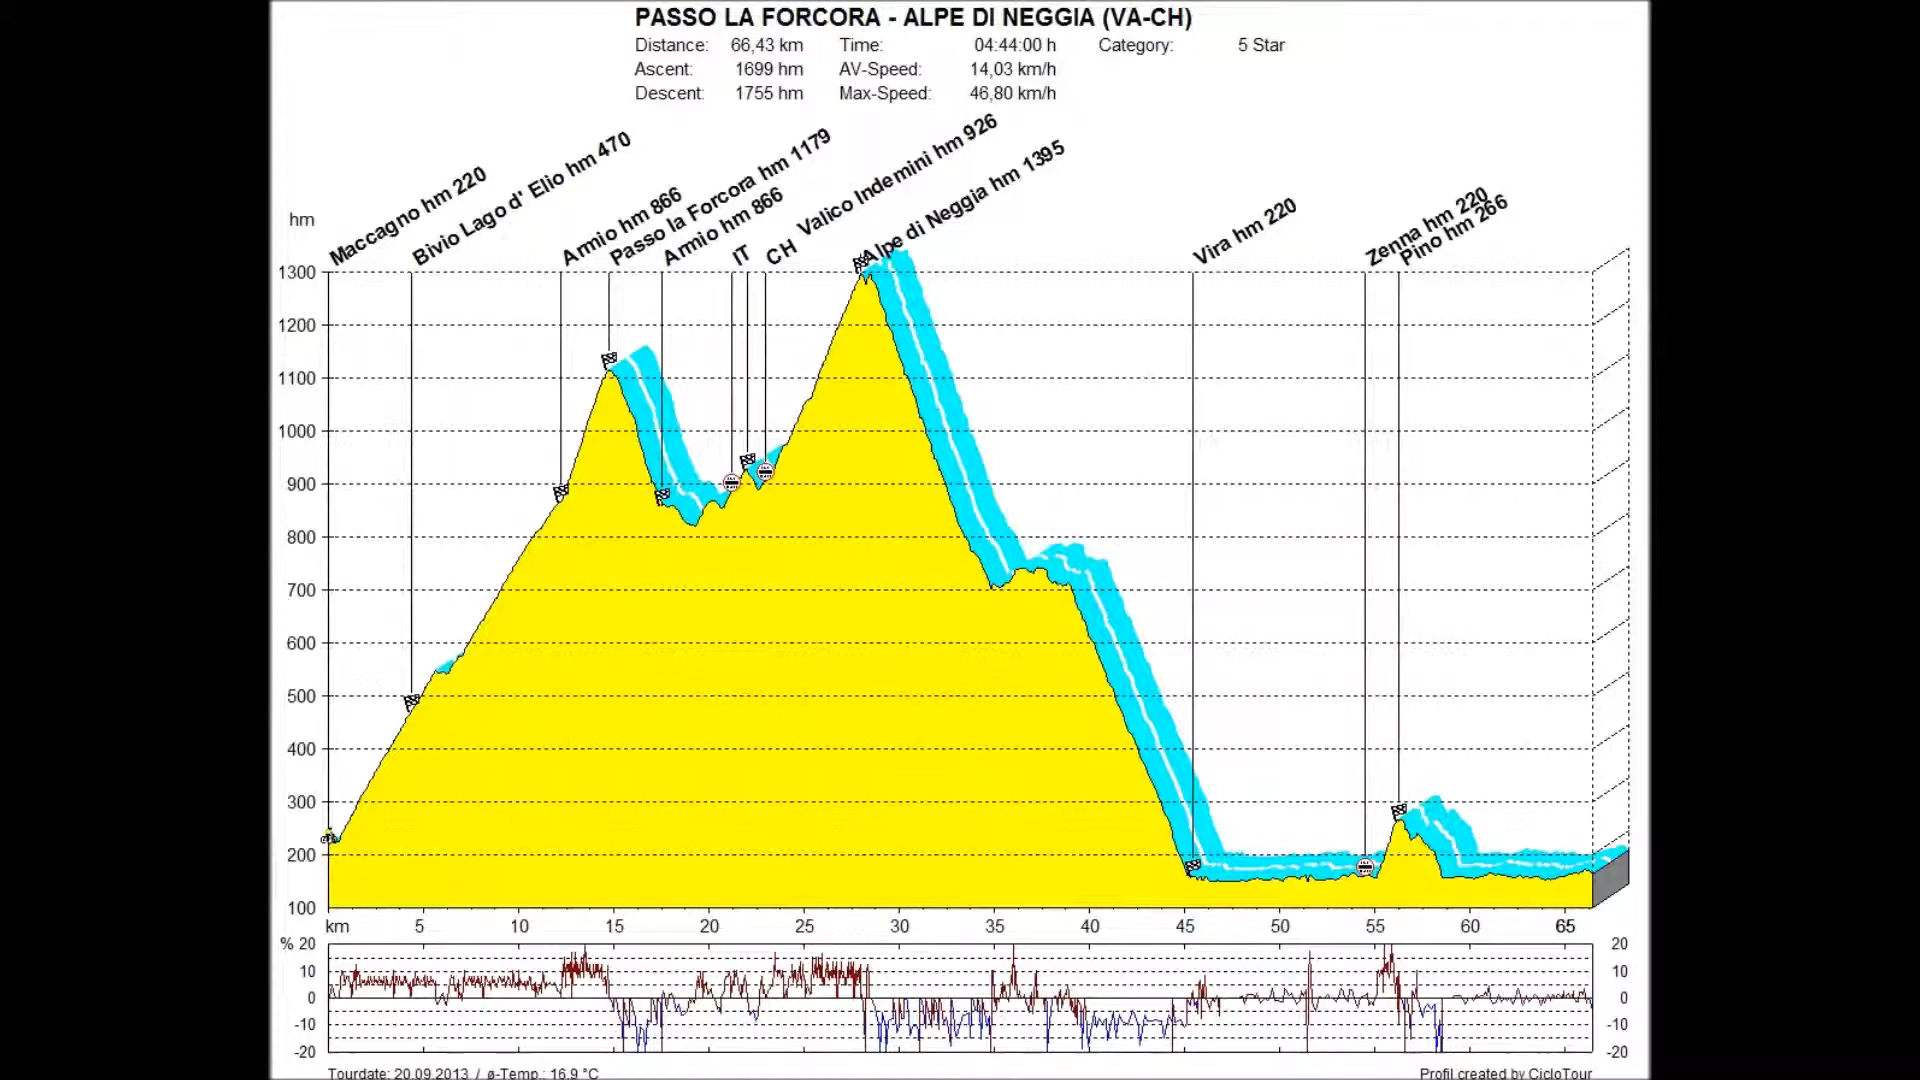 PASSO LA FORCORA - ALPE DI NEGGIA (VA-CH)
Distance: 66,43 km Time: 04:44:00 h Category: 5 Star
Ascent: 1699 hm AV-Speed: 14,03 km/h
Descent: 1755 hm Max-Speed: 46,80 km/h
Maccagno hm 220
Bivio Lago d' Elio hm 470
Armio hm 866
Passo la Forcora hm 1179
Armio hm 866
IT
CH
Valico Indemini hm 926
Alpe di Neggia hm 1395
Vira hm 220
Zenna hm 220
Pino hm 266
hm
1300
1200
1100
1000
900
800
700
600
500
400
300
200
100
km 5 10 15 20 25 30 35 40 45 50 55 60 65
% 20 20
10 10
0 0
-10 -10
-20 -20
Tourdate: 20.09.2013 / ø-Temp.: 16,9 °C Profil created by CicloTour